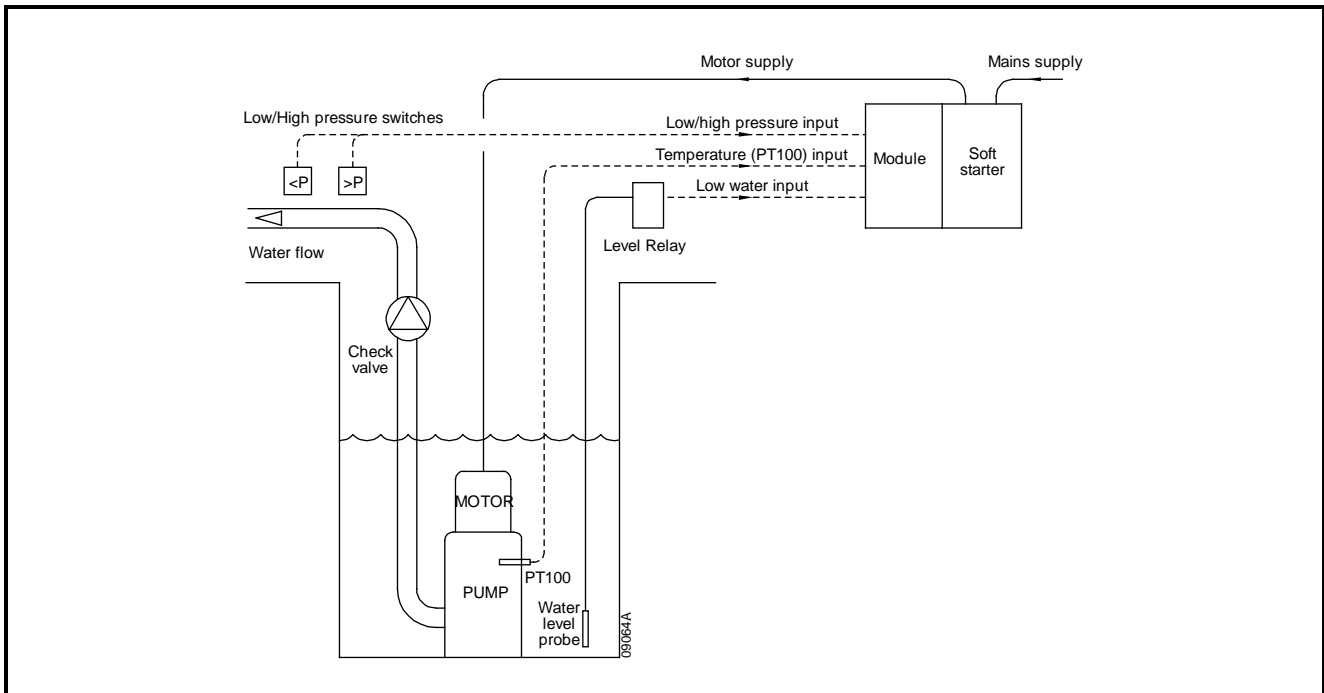 Motor supply
Mains supply
Low/High pressure switches
Low/high pressure input
<P
>P
Temperature (PT100) input
Module
Soft
starter
Low water input
Level Relay
Water flow
Check
valve
MOTOR
PT100
PUMP
Water
level
probe
09064A